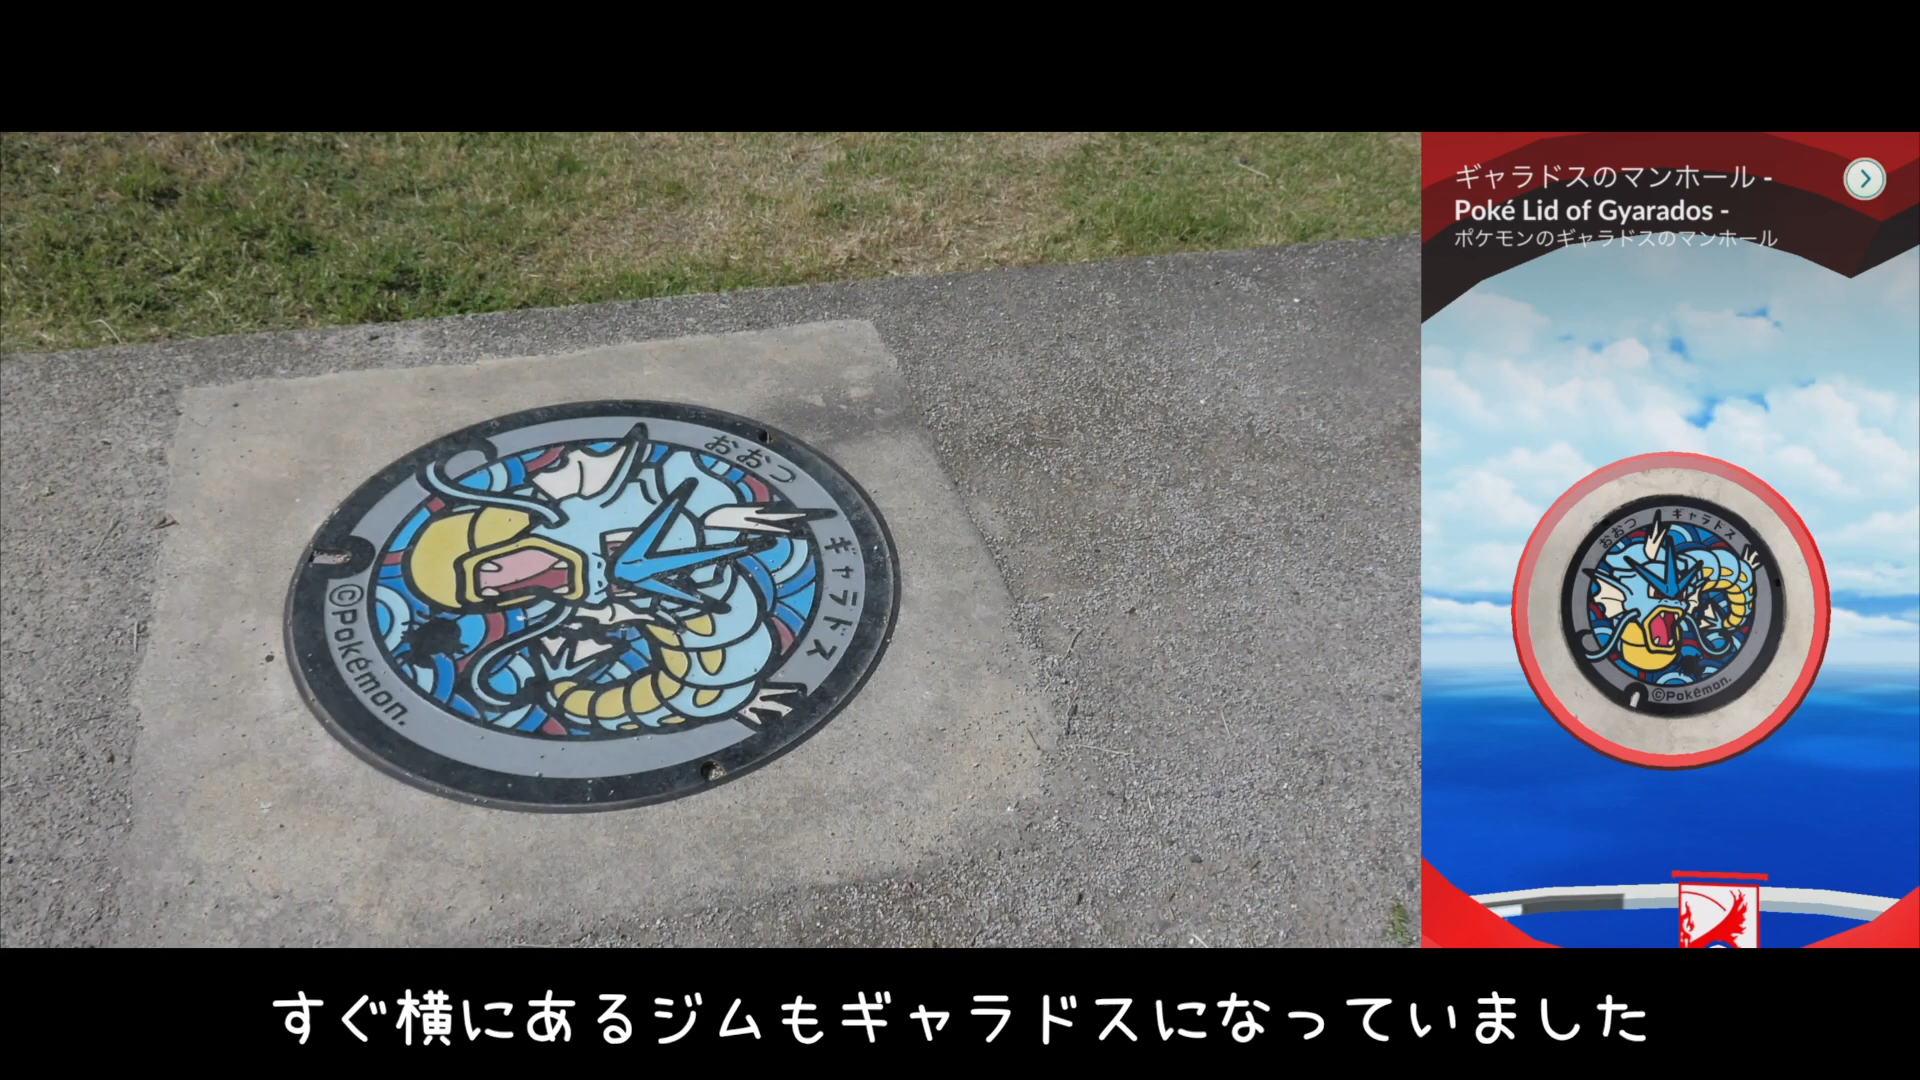 ギャラドスのマンホール -
Poké Lid of Gyarados -
ポケモンのギャラドスのマンホール
おおつ
ギャラドス
©Pokémon.
おおつ ギャラドス
©Pokémon.
すぐ横にあるジムもギャラドスになっていました